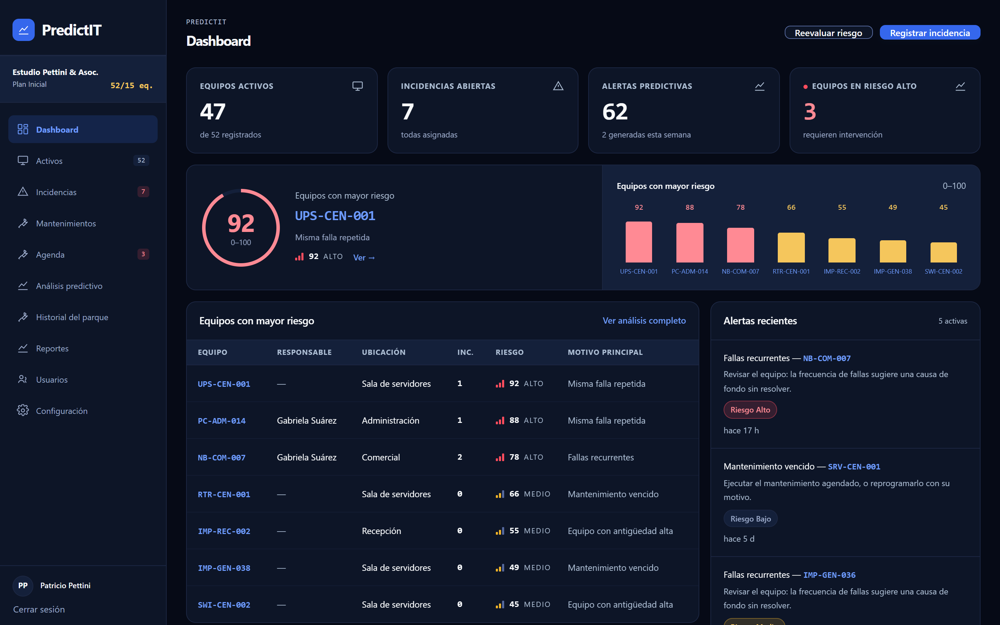 PredictIT
Estudio Pettini & Asoc.
Plan Inicial
52/15 eq.
Dashboard
Activos 52
Incidencias 7
Mantenimientos
Agenda 3
Análisis predictivo
Historial del parque
Reportes
Usuarios
Configuración
PP Patricio Pettini
Cerrar sesión
PREDICTIT
Dashboard
Reevaluar riesgo
Registrar incidencia
EQUIPOS ACTIVOS
47
de 52 registrados
INCIDENCIAS ABIERTAS
7
todas asignadas
ALERTAS PREDICTIVAS
62
2 generadas esta semana
EQUIPOS EN RIESGO ALTO
3
requieren intervención
92
0–100
Equipos con mayor riesgo
UPS-CEN-001
Misma falla repetida
92 ALTO Ver →
Equipos con mayor riesgo 0–100
92 88 78 66 55 49 45
UPS-CEN-001 PC-ADM-014 NB-COM-007 RTR-CEN-001 IMP-REC-002 IMP-GEN-038 SWI-CEN-002
Equipos con mayor riesgo Ver análisis completo
EQUIPO RESPONSABLE UBICACIÓN INC. RIESGO MOTIVO PRINCIPAL
UPS-CEN-001 — Sala de servidores 1 92 ALTO Misma falla repetida
PC-ADM-014 Gabriela Suárez Administración 1 88 ALTO Misma falla repetida
NB-COM-007 Gabriela Suárez Comercial 2 78 ALTO Fallas recurrentes
RTR-CEN-001 — Sala de servidores 0 66 MEDIO Mantenimiento vencido
IMP-REC-002 — Recepción 0 55 MEDIO Equipo con antigüedad alta
IMP-GEN-038 — Sala de servidores 0 49 MEDIO Mantenimiento vencido
SWI-CEN-002 — Sala de servidores 0 45 MEDIO Equipo con antigüedad alta
Alertas recientes 5 activas
Fallas recurrentes — NB-COM-007
Revisar el equipo: la frecuencia de fallas sugiere una causa de
fondo sin resolver.
Riesgo Alto
hace 17 h
Mantenimiento vencido — SRV-CEN-001
Ejecutar el mantenimiento agendado, o reprogramarlo con su
motivo.
Riesgo Bajo
hace 5 d
Fallas recurrentes — IMP-GEN-036
Revisar el equipo: la frecuencia de fallas sugiere una causa de
fondo sin resolver.